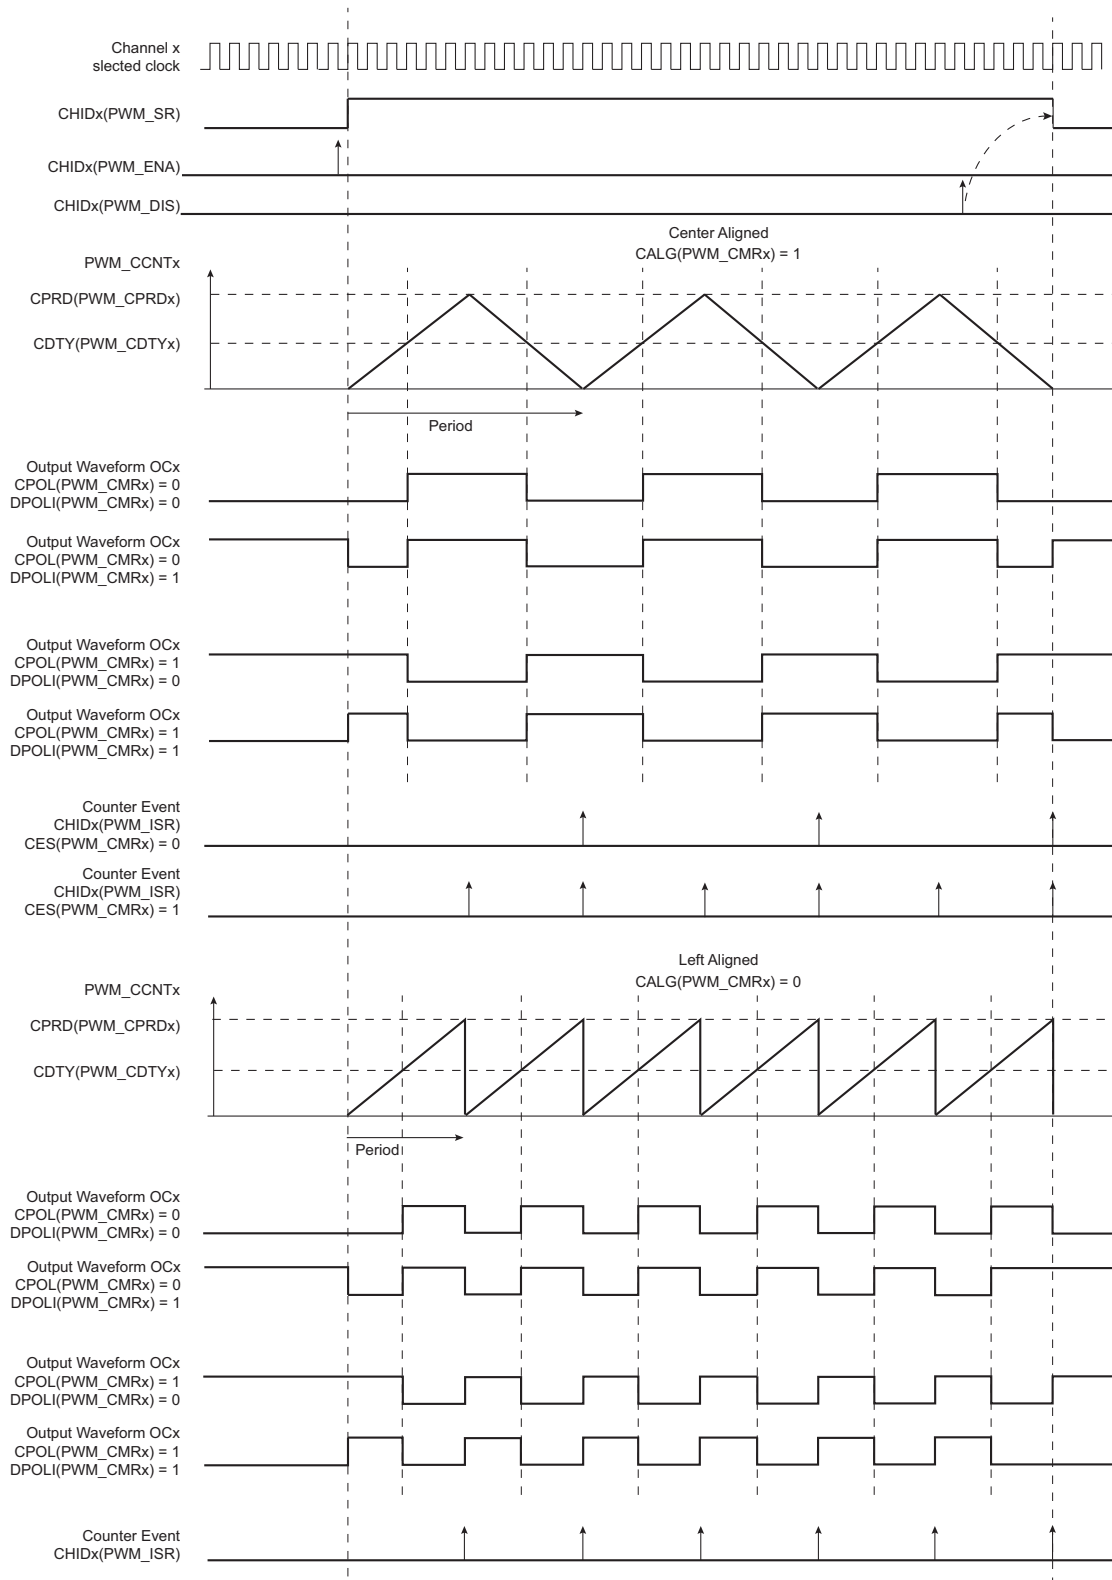 Channel x
slected clock
CHIDx(PWM_SR)
CHIDx(PWM_ENA)
CHIDx(PWM_DIS)
Center Aligned
CALG(PWM_CMRx) = 1
PWM_CCNTx
CPRD(PWM_CPRDx)
CDTY(PWM_CDTYx)
Period
Output Waveform OCx
CPOL(PWM_CMRx) = 0
DPOLI(PWM_CMRx) = 0
Output Waveform OCx
CPOL(PWM_CMRx) = 0
DPOLI(PWM_CMRx) = 1
Output Waveform OCx
CPOL(PWM_CMRx) = 1
DPOLI(PWM_CMRx) = 0
Output Waveform OCx
CPOL(PWM_CMRx) = 1
DPOLI(PWM_CMRx) = 1
Counter Event
CHIDx(PWM_ISR)
CES(PWM_CMRx) = 0
Counter Event
CHIDx(PWM_ISR)
CES(PWM_CMRx) = 1
Left Aligned
CALG(PWM_CMRx) = 0
PWM_CCNTx
CPRD(PWM_CPRDx)
CDTY(PWM_CDTYx)
Period
Output Waveform OCx
CPOL(PWM_CMRx) = 0
DPOLI(PWM_CMRx) = 0
Output Waveform OCx
CPOL(PWM_CMRx) = 0
DPOLI(PWM_CMRx) = 1
Output Waveform OCx
CPOL(PWM_CMRx) = 1
DPOLI(PWM_CMRx) = 0
Output Waveform OCx
CPOL(PWM_CMRx) = 1
DPOLI(PWM_CMRx) = 1
Counter Event
CHIDx(PWM_ISR)